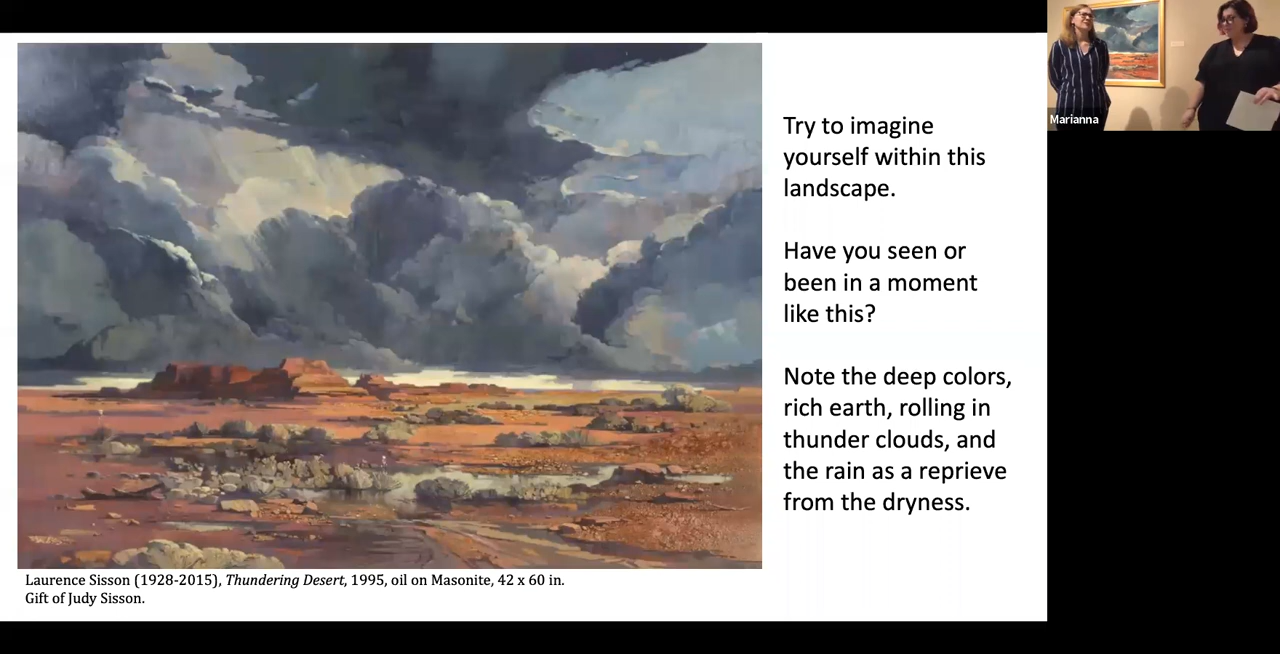 Try to imagine
yourself within this
landscape.
Have you seen or
been in a moment
like this?
Note the deep colors,
rich earth, rolling in
thunder clouds, and
the rain as a reprieve
from the dryness.
Laurence Sisson (1928-2015), Thundering Desert, 1995, oil on Masonite, 42 x 60 in.
Gift of Judy Sisson.
Marianna